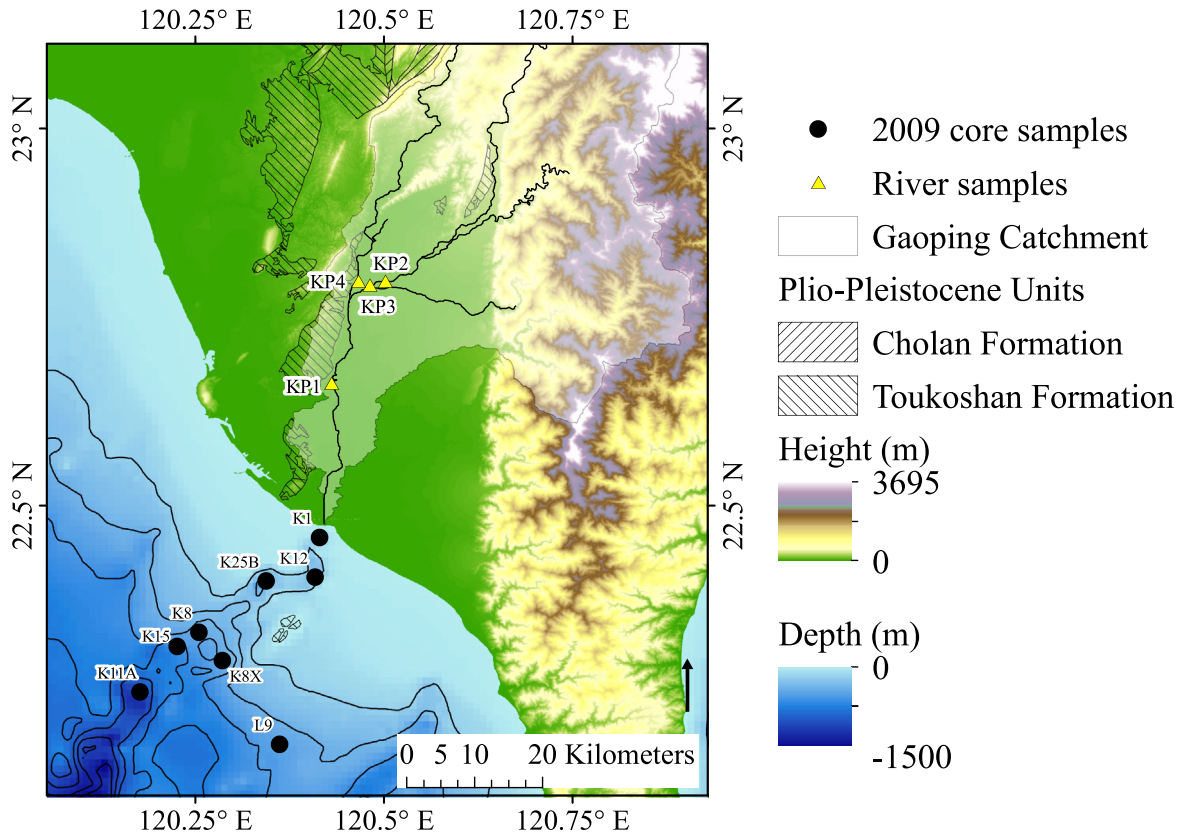 120.25° E 120.50° E 120.75° E
23° N
23° N
22.5° N
22.5° N
KP2
KP4
KP3
KP1
K1
K12
K25B
K8
K15
K8X
K11A
L9
0 5 10 20 Kilometers
120.25° E 120.50° E 120.75° E
2009 core samples
River samples
Gaoping Catchment
Plio-Pleistocene Units
Cholan Formation
Toukoshan Formation
Height (m)
3695
0
Depth (m)
0
-1500